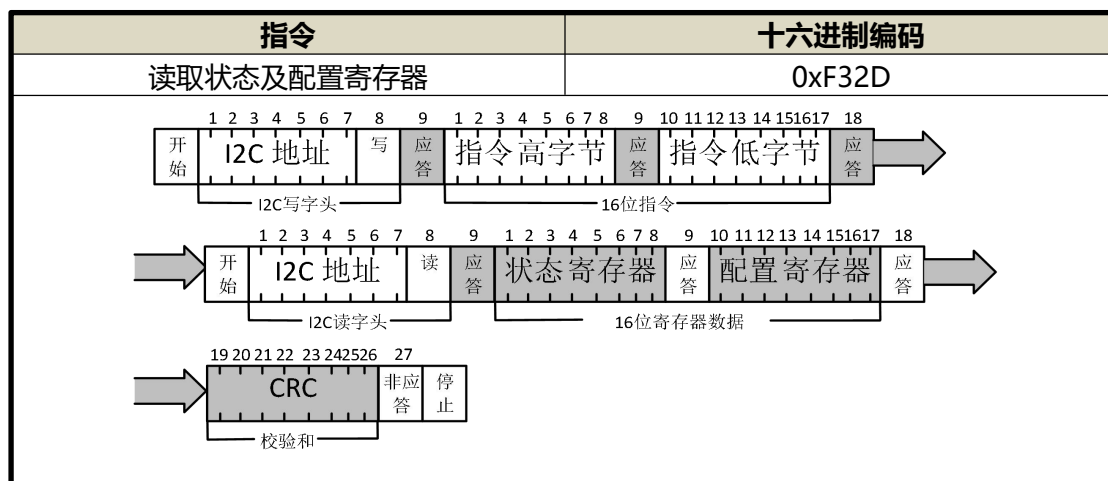 指令 十六进制编码
读取状态及配置寄存器 0xF32D
1 2 3 4 5 6 7 8 9 1 2 3 4 5 6 7 8 9 10 11 12 13 14 15 16 17 18
开始 I2C 地址 写 应答 指令高字节 应答 指令低字节 应答
I2C写字头 16位指令
1 2 3 4 5 6 7 8 9 1 2 3 4 5 6 7 8 9 10 11 12 13 14 15 16 17 18
开始 I2C 地址 读 应答 状态寄存器 应答 配置寄存器 应答
I2C读字头 16位寄存器数据
19 20 21 22 23 24 25 26 27
CRC 非应答 停止
校验和